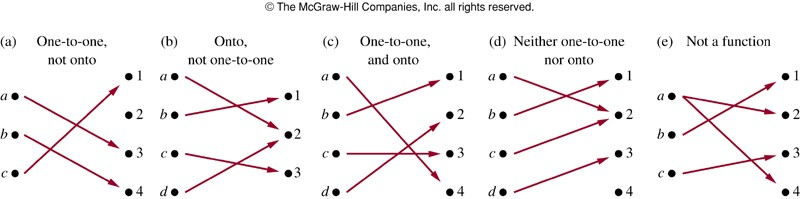 © The McGraw-Hill Companies, Inc. all rights reserved.
(a) One-to-one,
not onto
a
b
c
1
2
3
4
(b) Onto,
not one-to-one
a
b
c
d
1
2
3
(c) One-to-one,
and onto
a
b
c
d
1
2
3
4
(d) Neither one-to-one
nor onto
a
b
c
d
1
2
3
4
(e) Not a function
a
b
c
1
2
3
4